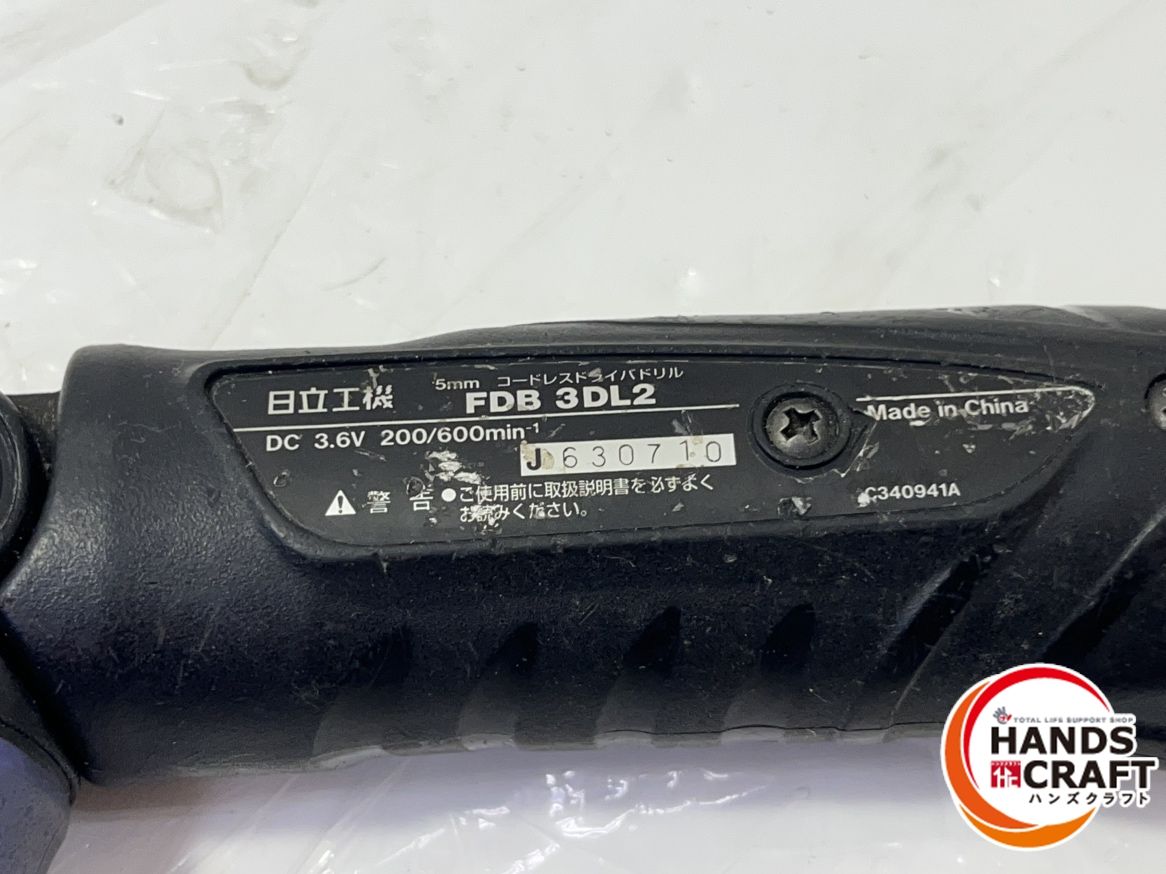 5mm コードレスドライバドリル
日立工機 FDB 3DL2
DC 3.6V 200/600min-1
J630710
警告 ●ご使用前に取扱説明書を必ずよく
お読みください。
Made in China
C340941A
TOTAL LIFE SUPPORT SHOP
HANDS
CRAFT
ハンズクラフト